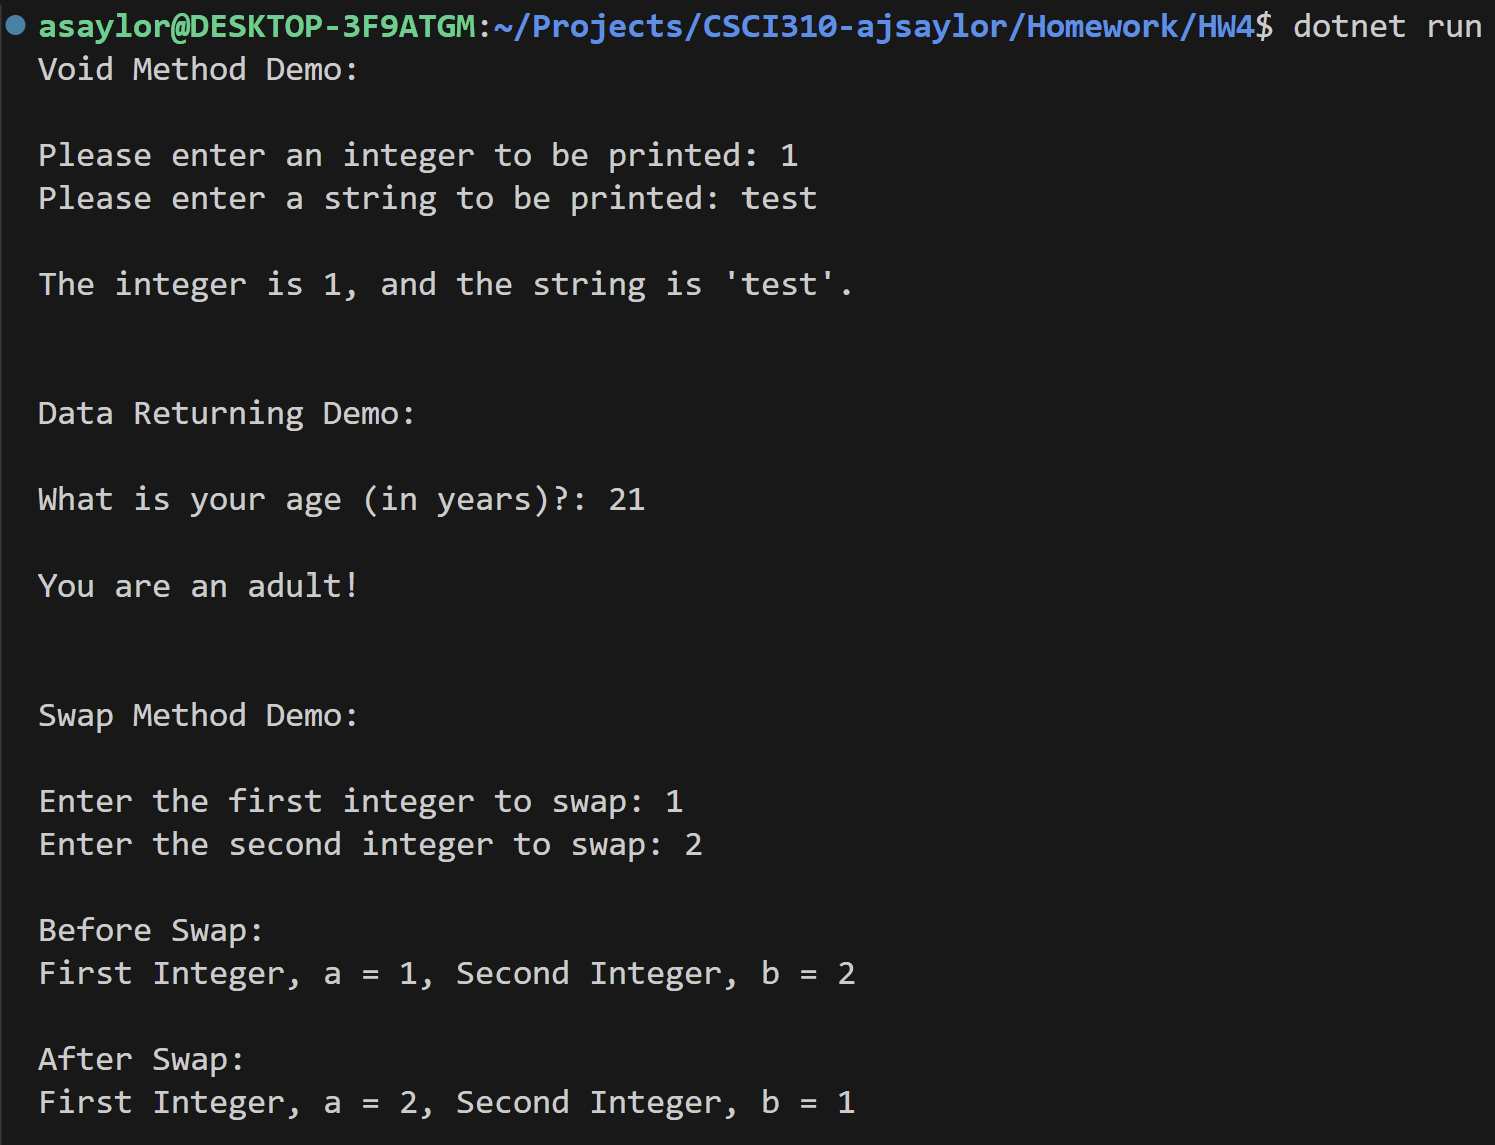 asaylor@DESKTOP-3F9ATGM:~/Projects/CSCI310-ajsaylor/Homework/HW4$ dotnet run
Void Method Demo:
Please enter an integer to be printed: 1
Please enter a string to be printed: test
The integer is 1, and the string is 'test'.
Data Returning Demo:
What is your age (in years)?: 21
You are an adult!
Swap Method Demo:
Enter the first integer to swap: 1
Enter the second integer to swap: 2
Before Swap:
First Integer, a = 1, Second Integer, b = 2
After Swap:
First Integer, a = 2, Second Integer, b = 1